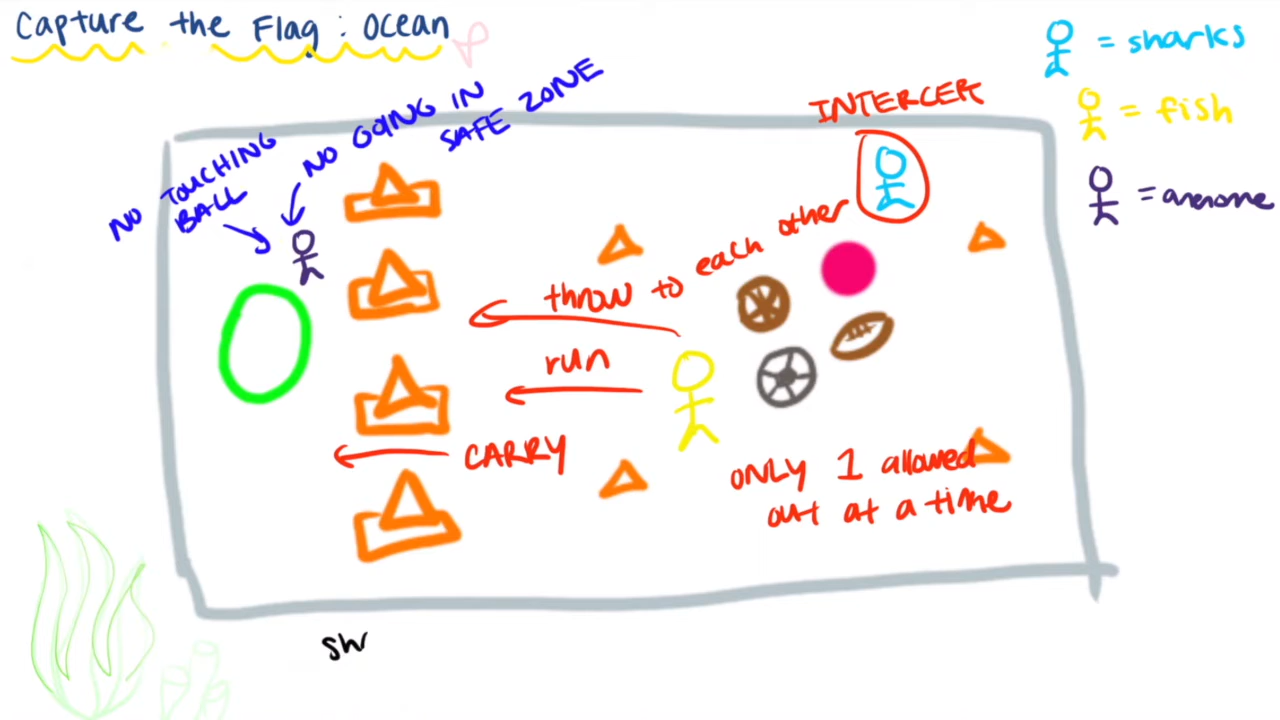 Capture the Flag: Ocean
= sharks
= fish
NO TOUCHING
BALL
NO GOING IN
SAFE ZONE
INTERCEPT
throw to each other
run
CARRY
ONLY 1 allowed
out at a time